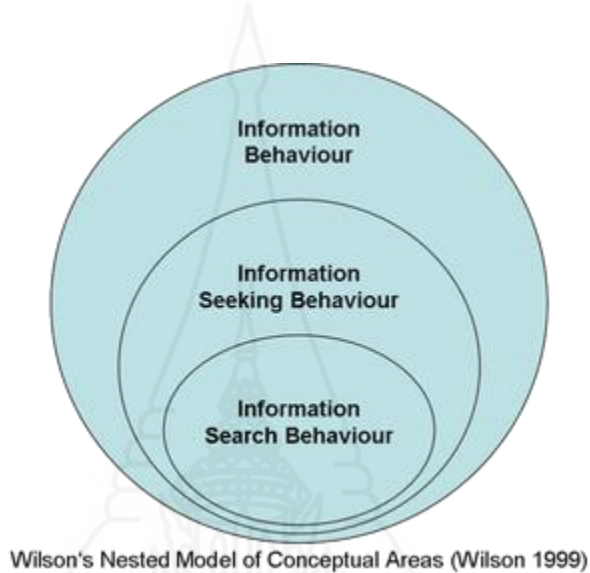 Information
Behaviour
Information
Seeking Behaviour
Information
Search Behaviour
Wilson's Nested Model of Conceptual Areas (Wilson 1999)